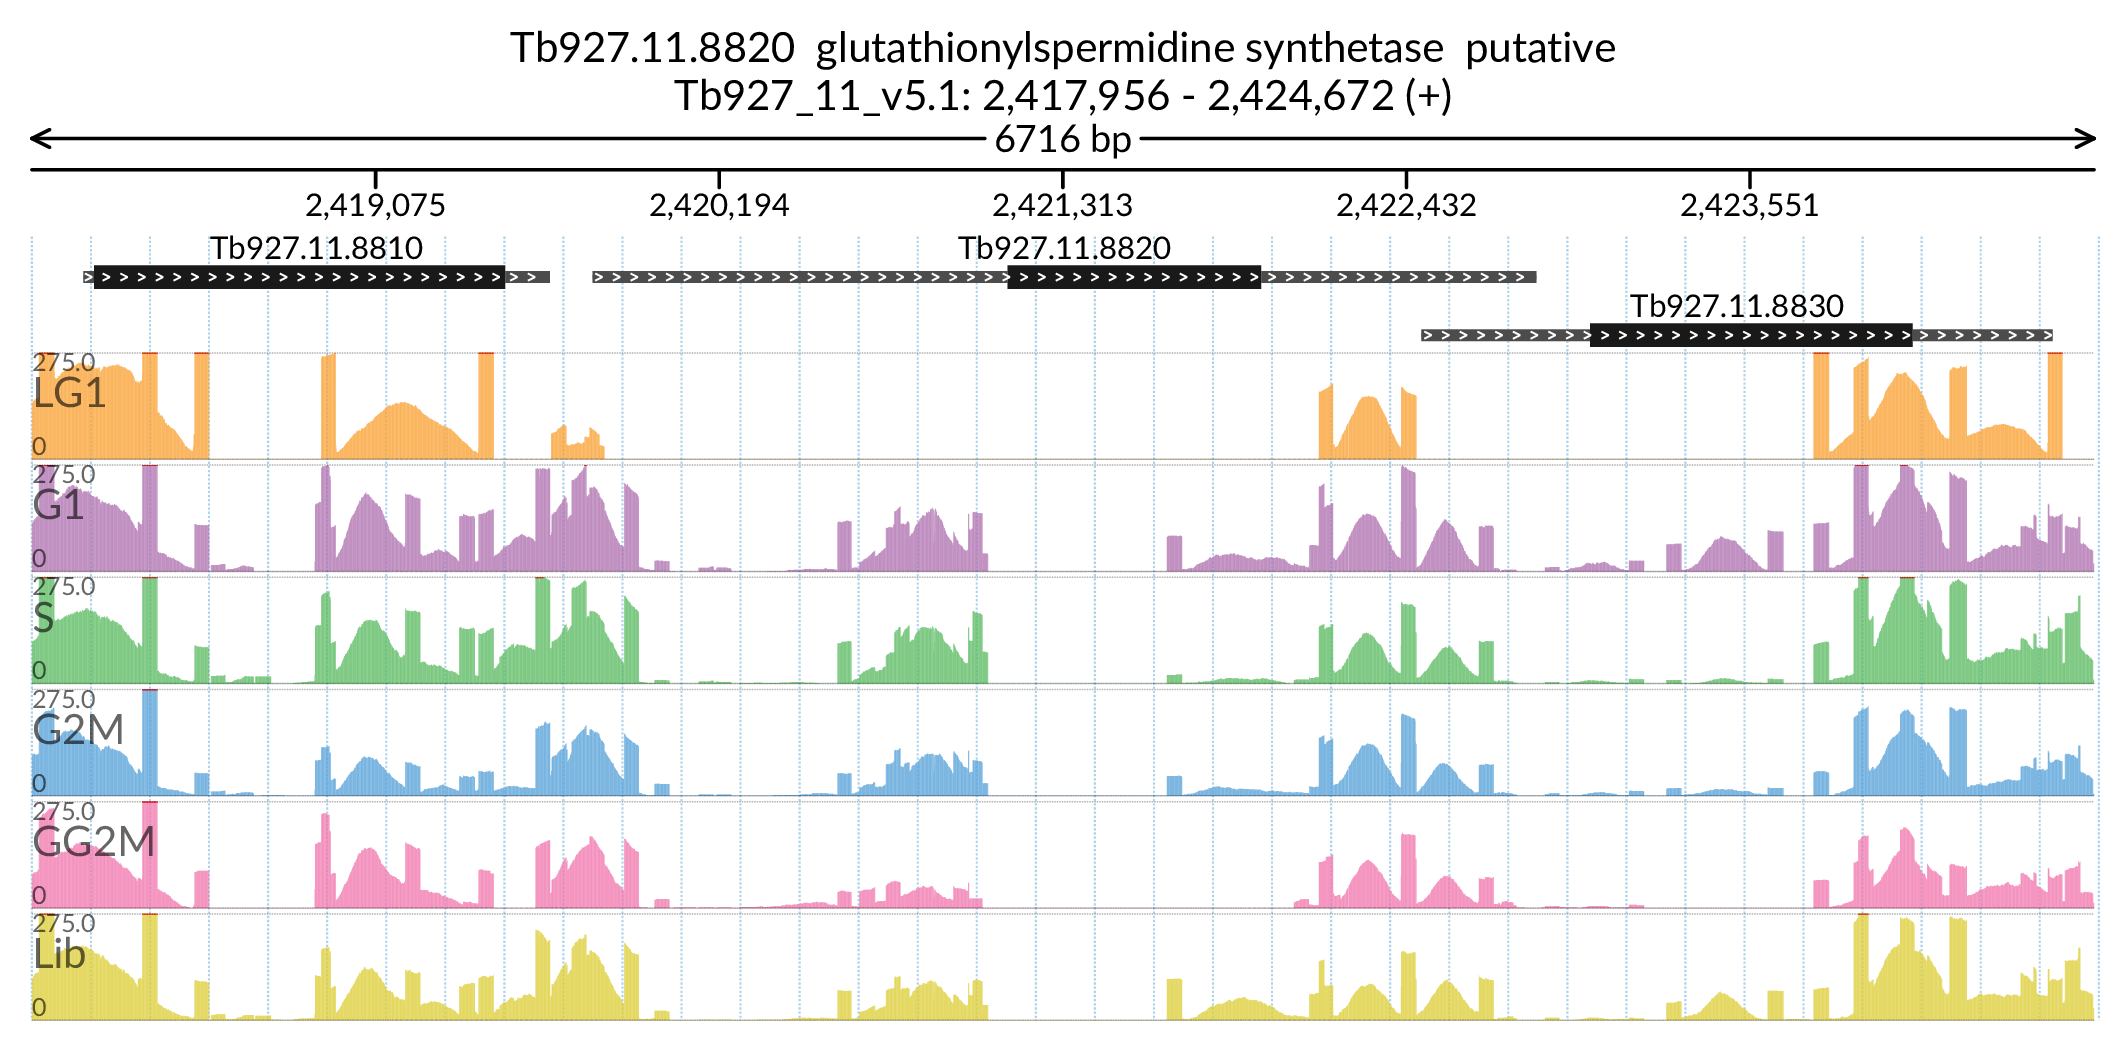 Tb927.11.8820 glutathionylspermidine synthetase putative
Tb927_11_v5.1: 2,417,956 - 2,424,672 (+)
6716 bp
2,419,075 2,420,194 2,421,313 2,422,432 2,423,551
Tb927.11.8810 Tb927.11.8820
Tb927.11.8830
275.0
LG1
0
275.0
G1
0
275.0
S
0
275.0
G2M
0
275.0
GG2M
0
275.0
Lib
0